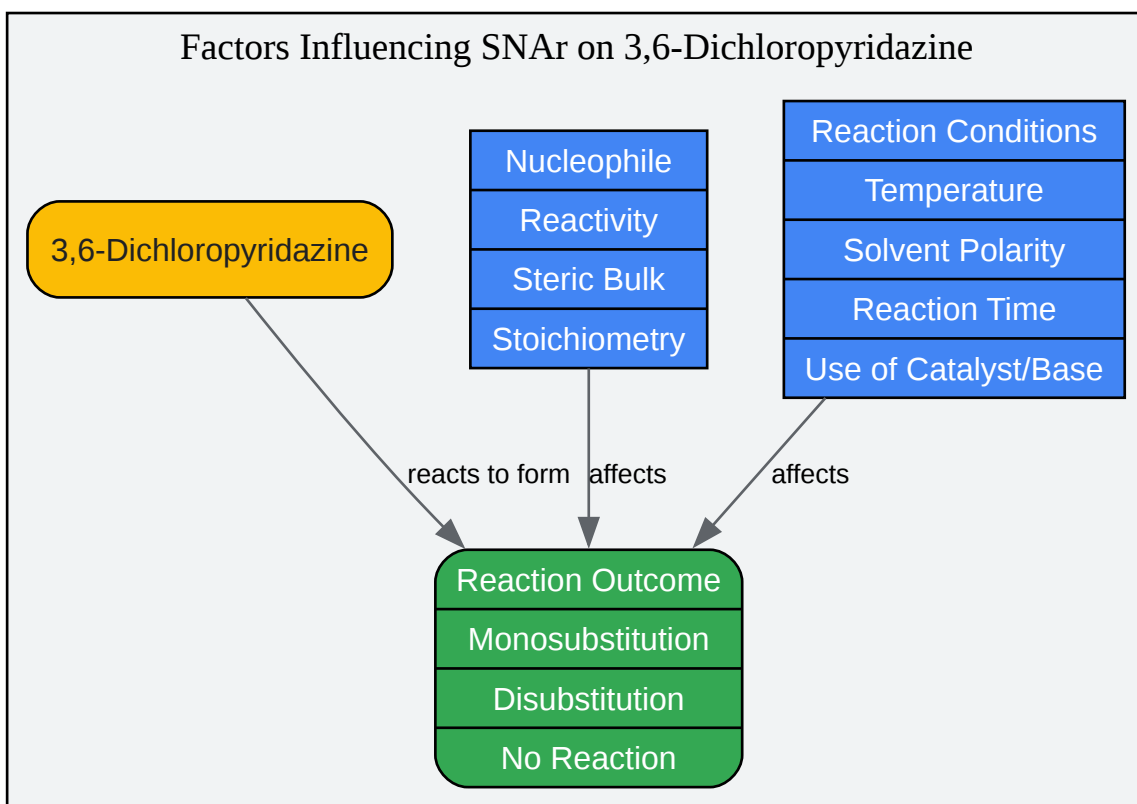 Factors Influencing SNAr on 3,6-Dichloropyridazine
3,6-Dichloropyridazine
Nucleophile
Reactivity
Steric Bulk
Stoichiometry
Reaction Conditions
Temperature
Solvent Polarity
Reaction Time
Use of Catalyst/Base
reacts to form
affects
affects
Reaction Outcome
Monosubstitution
Disubstitution
No Reaction